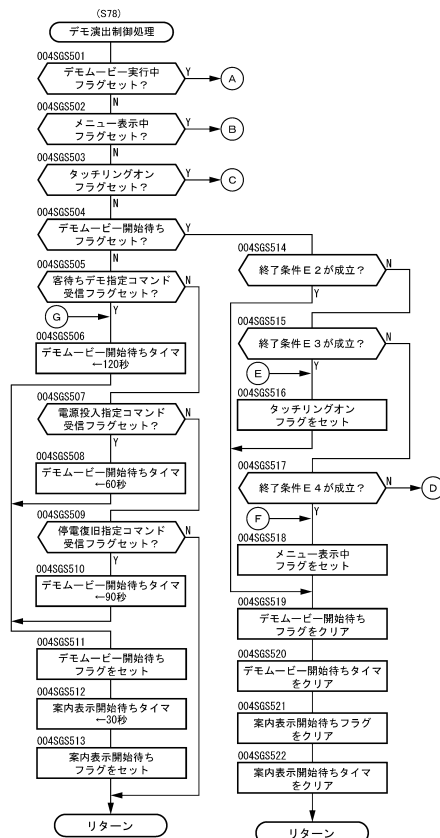 (S78)
デモ演出制御処理
004SGS501
デモムービー実行中
フラグセット？
Y
A
N
004SGS502
メニュー表示中
フラグセット？
Y
B
N
004SGS503
タッチリングオン
フラグセット？
Y
C
N
004SGS504
デモムービー開始待ち
フラグセット？
Y
N
004SGS505
客待ちデモ指定コマンド
受信フラグセット？
N
Y
G
004SGS506
デモムービー開始待ちタイマ
←120秒
004SGS507
電源投入指定コマンド
受信フラグセット？
N
Y
004SGS508
デモムービー開始待ちタイマ
←60秒
004SGS509
停電復旧指定コマンド
受信フラグセット？
N
Y
004SGS510
デモムービー開始待ちタイマ
←90秒
004SGS511
デモムービー開始待ち
フラグをセット
004SGS512
案内表示開始待ちタイマ
←30秒
004SGS513
案内表示開始待ち
フラグをセット
リターン
004SGS514
終了条件Ｅ２が成立？
N
Y
004SGS515
終了条件Ｅ３が成立？
N
Y
E
004SGS516
タッチリングオン
フラグをセット
004SGS517
終了条件Ｅ４が成立？
N
D
Y
F
004SGS518
メニュー表示中
フラグをセット
004SGS519
デモムービー開始待ち
フラグをクリア
004SGS520
デモムービー開始待ちタイマ
をクリア
004SGS521
案内表示開始待ちフラグ
をクリア
004SGS522
案内表示開始待ちタイマ
をクリア
リターン